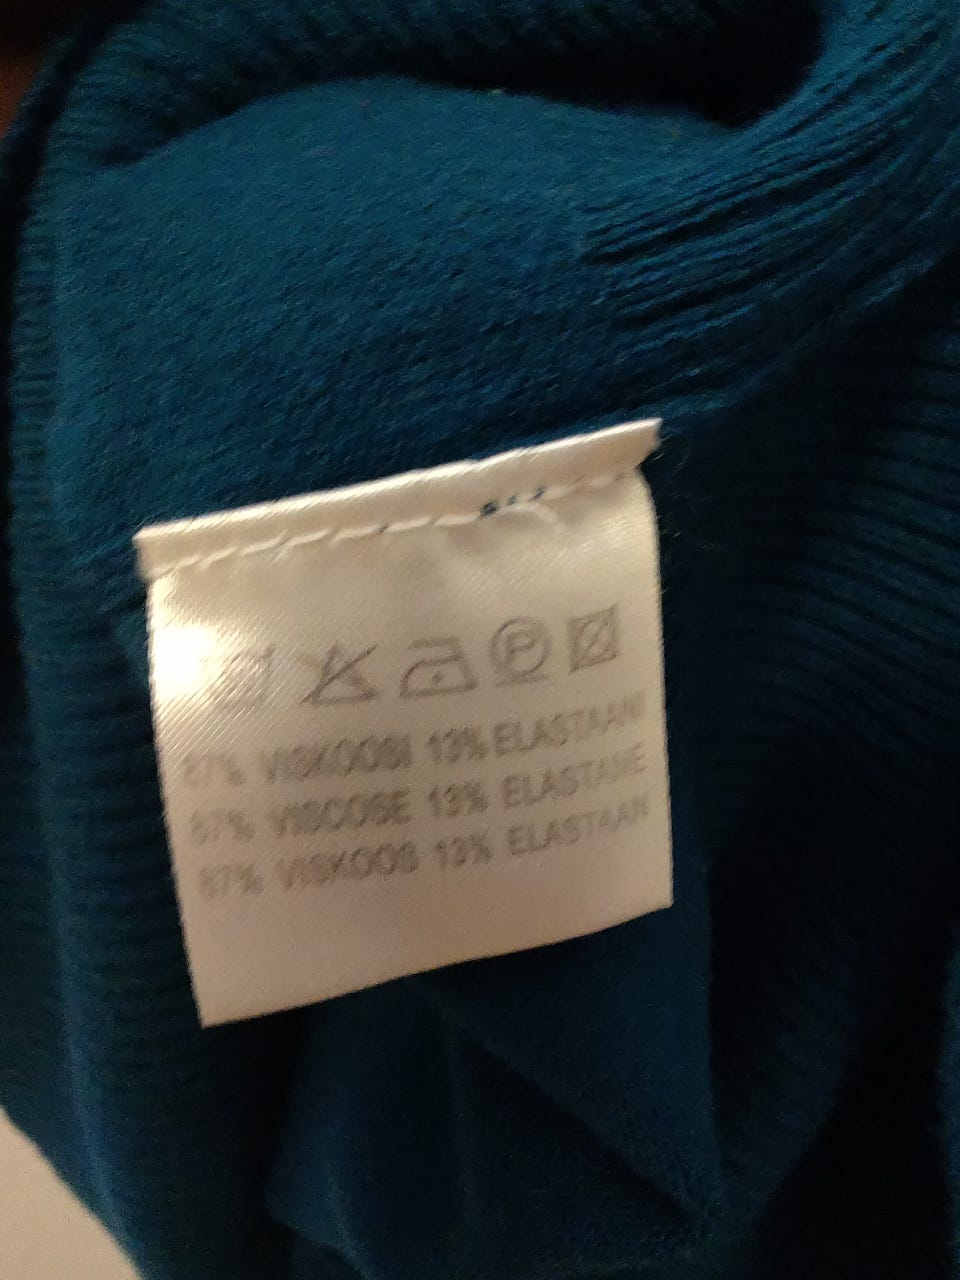 87% VISKOOSI 13% ELASTAANI
87% VISCOSE 13% ELASTANE
87% VISKOOS 13% ELASTAAN